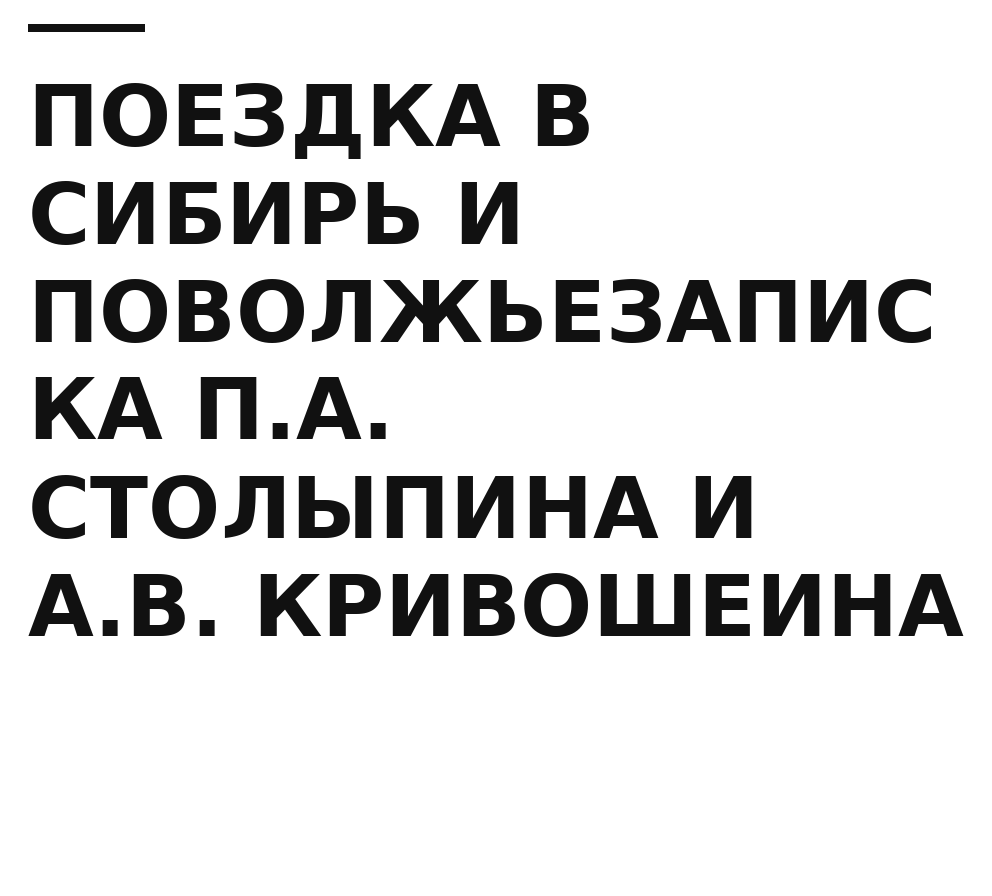 ПОЕЗДКА В
СИБИРЬ И
ПОВОЛЖЬЕЗАПИС
КА П.А.
СТОЛЫПИНА И
А.В. КРИВОШЕИНА